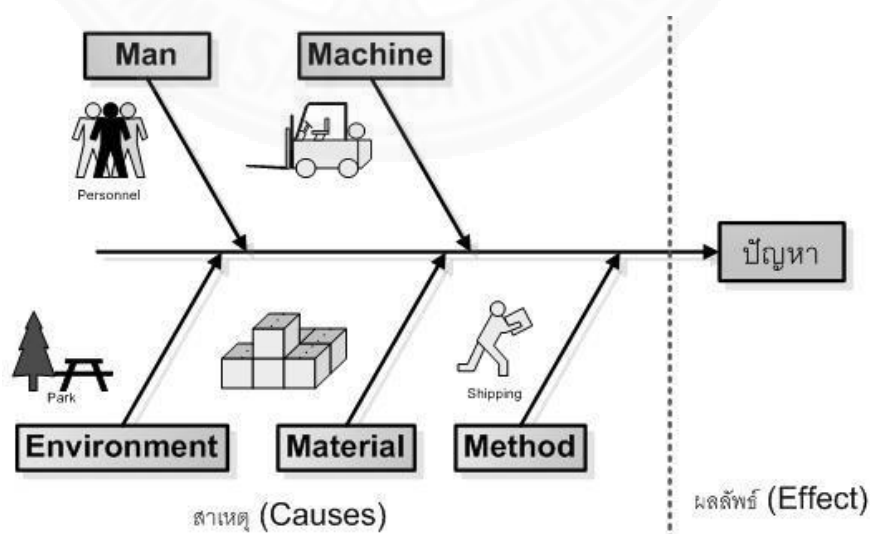 Man
Machine
Personnel
ปัญหา
Park
Shipping
Environment
Material
Method
สาเหตุ (Causes)
ผลลัพธ์ (Effect)